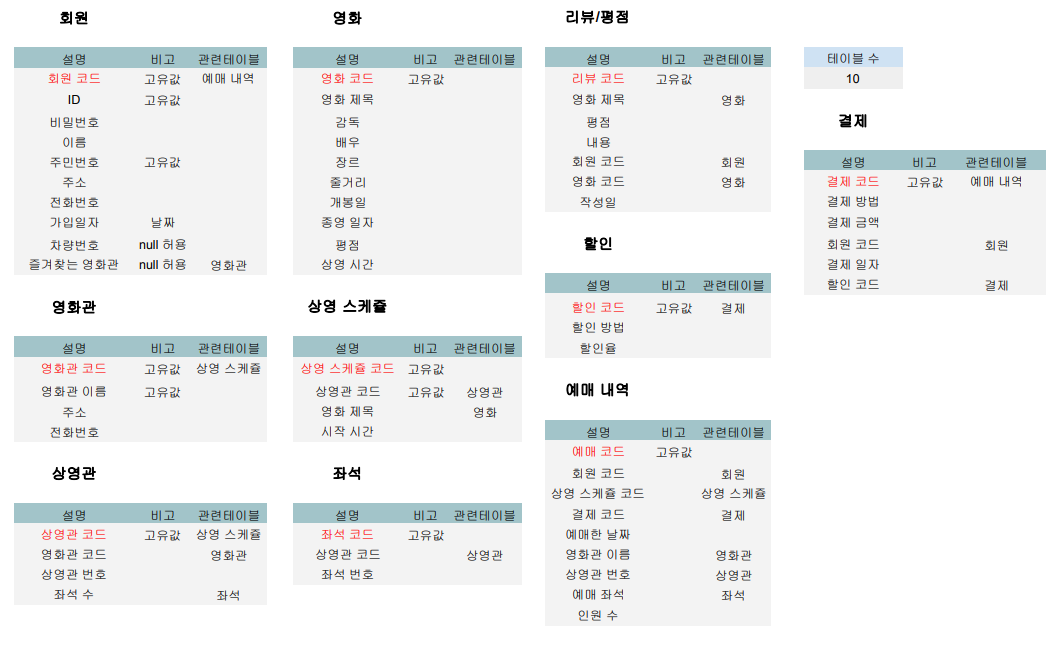 회원
설명 비고 관련테이블
회원 코드 고유값 예매 내역
ID 고유값
비밀번호
이름
주민번호 고유값
주소
전화번호
가입일자 날짜
차량번호 null 허용
즐겨찾는 영화관 null 허용 영화관
영화
설명 비고 관련테이블
영화 코드 고유값
영화 제목
감독
배우
장르
줄거리
개봉일
종영 일자
평점
상영 시간
리뷰/평점
설명 비고 관련테이블
리뷰 코드 고유값
영화 제목 영화
평점
내용
회원 코드 회원
영화 코드 영화
작성일
테이블 수
10
결제
설명 비고 관련테이블
결제 코드 고유값 예매 내역
결제 방법
결제 금액
회원 코드 회원
결제 일자
할인 코드 결제
할인
설명 비고 관련테이블
할인 코드 고유값 결제
할인 방법
할인율
영화관
설명 비고 관련테이블
영화관 코드 고유값 상영 스케쥴
영화관 이름 고유값
주소
전화번호
상영 스케쥴
설명 비고 관련테이블
상영 스케쥴 코드 고유값
상영관 코드 고유값 상영관
영화 제목 영화
시작 시간
예매 내역
설명 비고 관련테이블
예매 코드 고유값
회원 코드 회원
상영 스케쥴 코드 상영 스케쥴
결제 코드 결제
예매한 날짜
영화관 이름 영화관
상영관 번호 상영관
예매 좌석 좌석
인원 수
상영관
설명 비고 관련테이블
상영관 코드 고유값 상영 스케쥴
영화관 코드 영화관
상영관 번호
좌석 수 좌석
좌석
설명 비고 관련테이블
좌석 코드 고유값
상영관 코드 상영관
좌석 번호